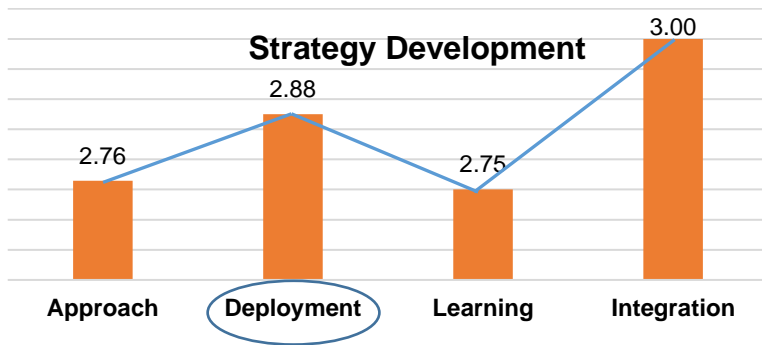 Strategy Development
3.00
2.88
2.76
2.75
Approach
Deployment
Learning
Integration